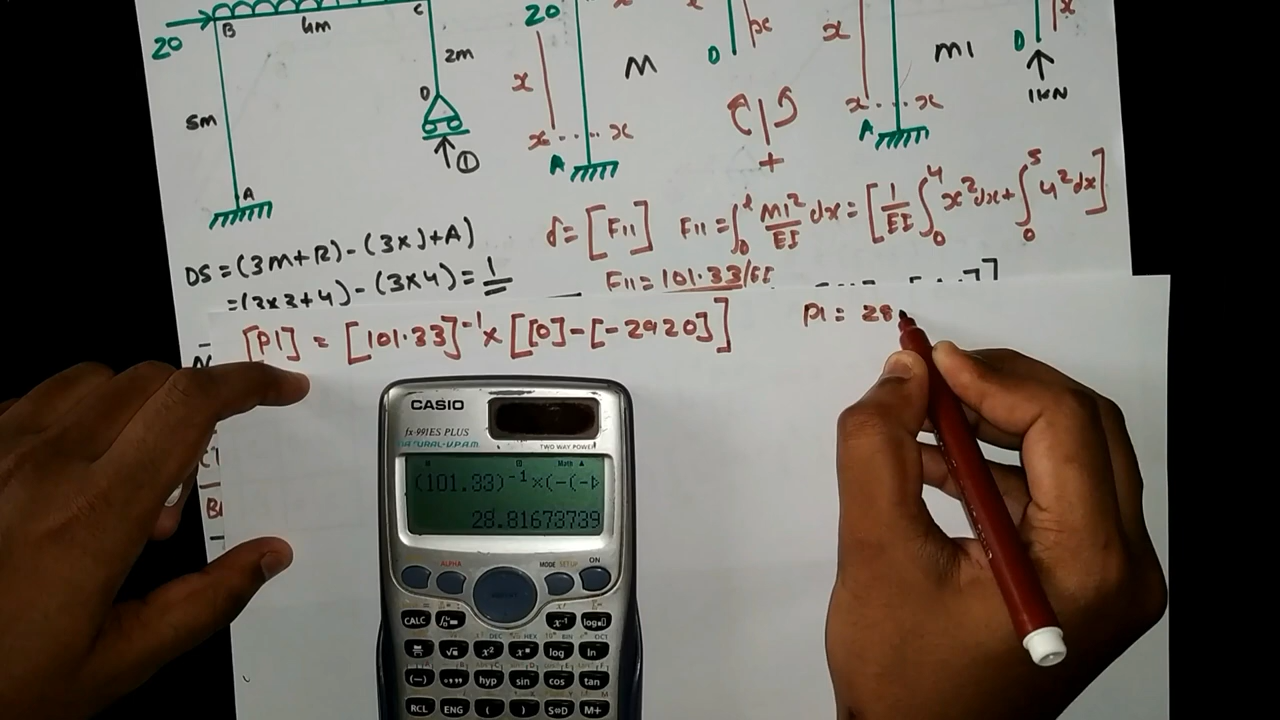 20
B
4m
C
2m
D
5m
A
①
20
x
M
x
x
A
D
x
+
x
M1
x
x
A
D
x
1KN
DS = (3m+R) - (3xJ+A)
= (3x3+4) - (3x4) = 1
δ = [F11] F11 = ∫₀ˡ M1²/EI dx = [1/EI ∫₀⁴ x² dx + ∫₀⁵ 4² dx]
F11 = 101.33/EI
[P1] = [101.33]⁻¹ x [[0] - [-2920]]
P1 = 28
CASIO
fx-991ES PLUS
NATURAL-V.P.A.M.
TWO WAY POWER
Math ▲
(101.33)⁻¹×(-(-▷
28.81673739
ALPHA
MODE SETUP
ON
CALC
x⁻¹
log
√
x²
log
ln
(-)
hyp
sin
cos
tan
RCL
ENG
(
)
S⇔D
M+